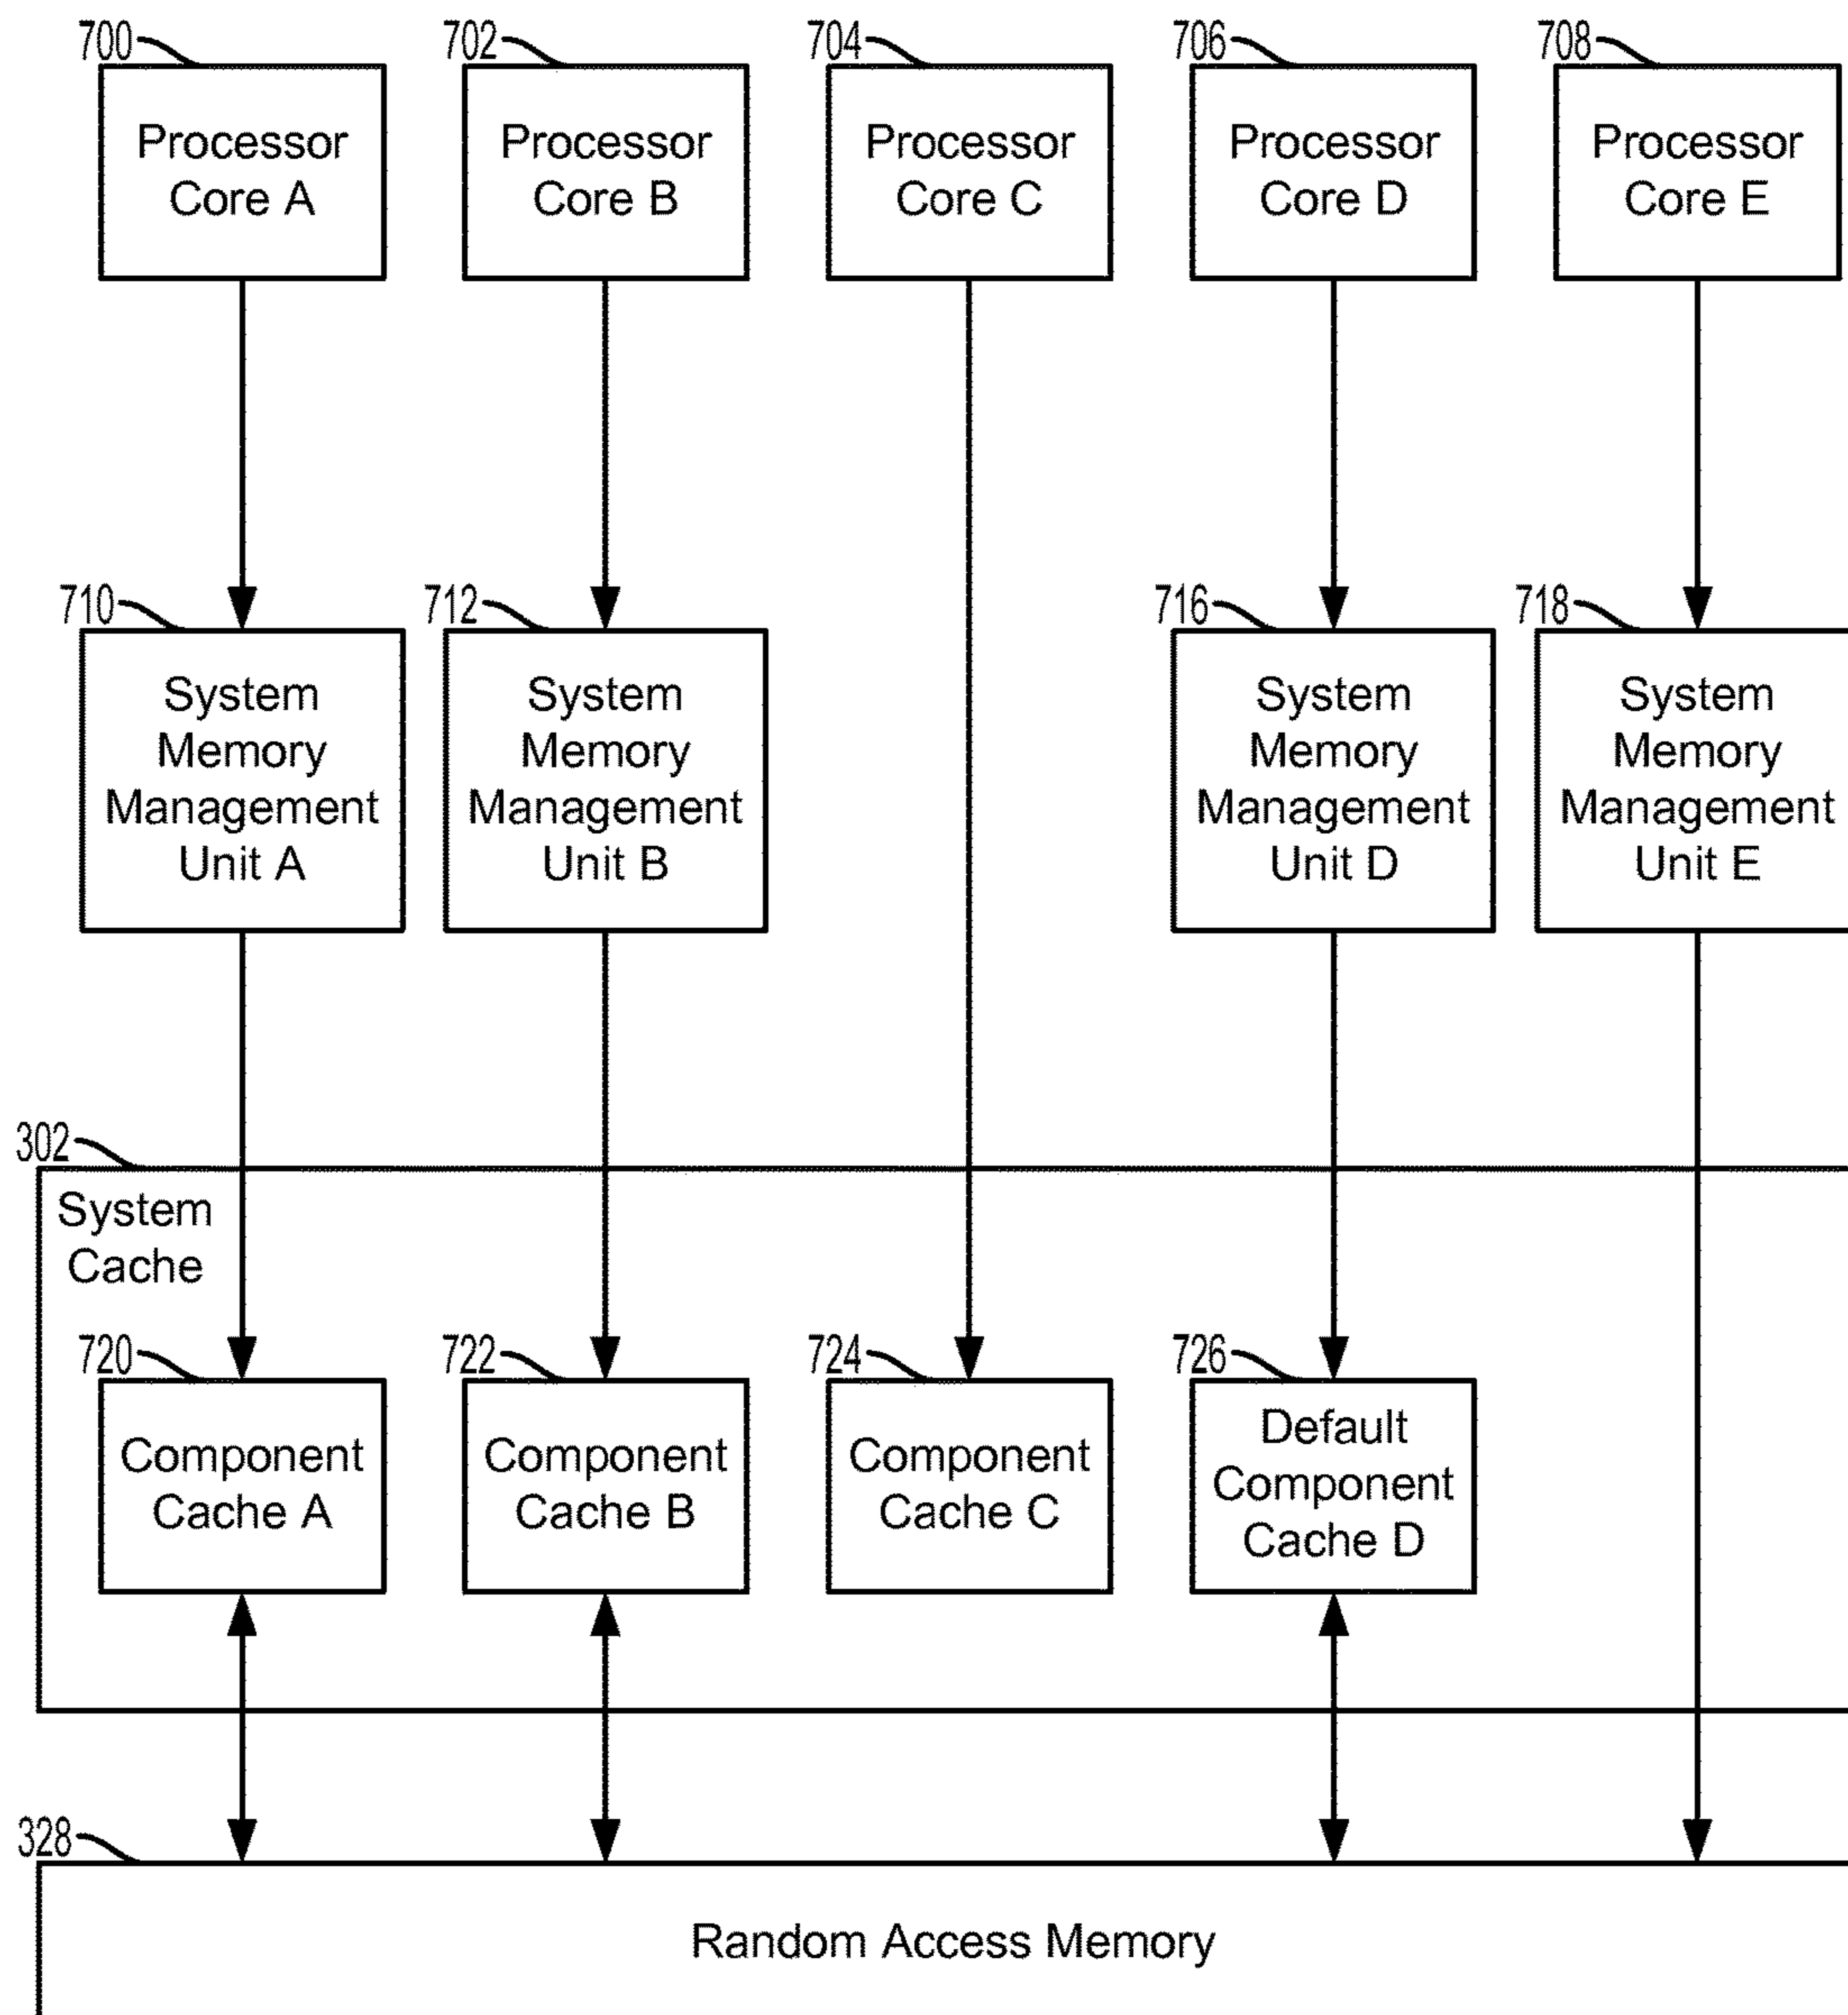 700
702
704
706
708
Processor
Core A
Processor
Core B
Processor
Core C
Processor
Core D
Processor
Core E
710
712
716
718
System
Memory
Management
Unit A
System
Memory
Management
Unit B
System
Memory
Management
Unit D
System
Memory
Management
Unit E
302
System
Cache
720
722
724
726
Component
Cache A
Component
Cache B
Component
Cache C
Default
Component
Cache D
328
Random Access Memory